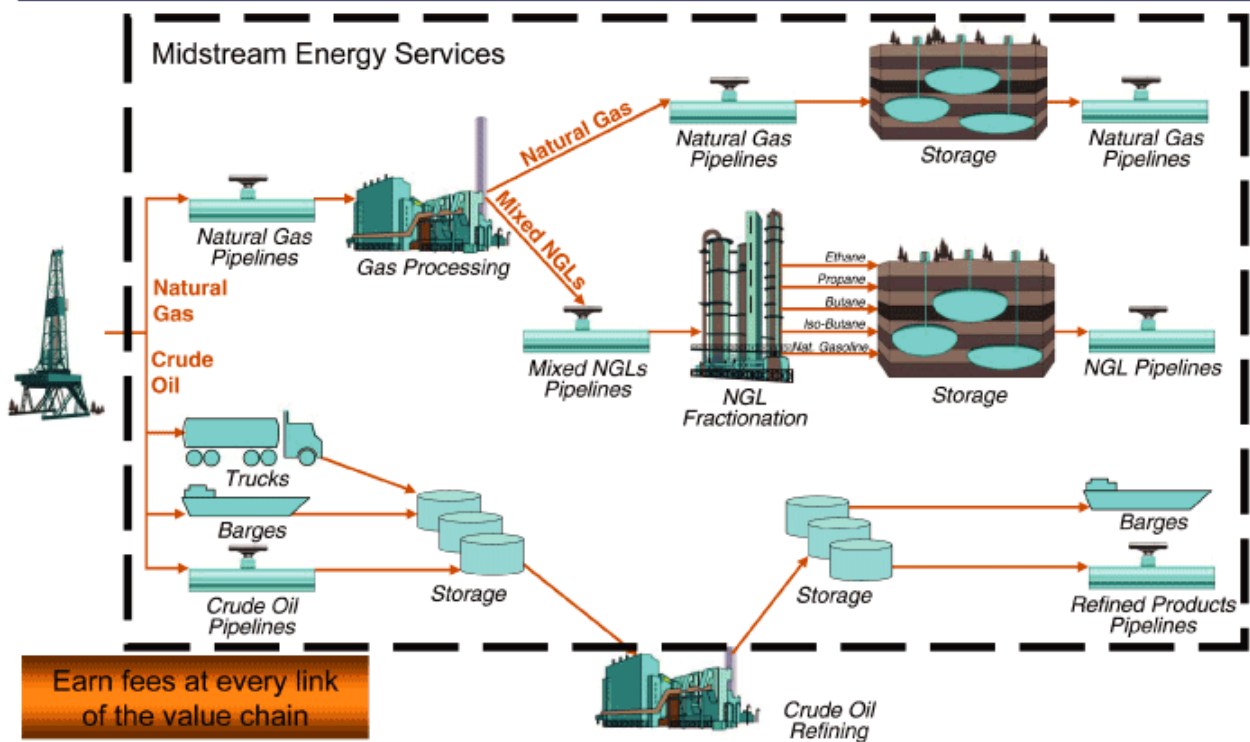 Midstream Energy Services
Natural Gas
Natural Gas
Pipelines
Storage
Natural Gas
Pipelines
Natural Gas
Pipelines
Gas Processing
Mixed NGLs
Natural
Gas
Crude
Oil
Mixed NGLs
Pipelines
NGL
Fractionation
Ethane
Propane
Butane
Iso-Butane
Nat. Gasoline
Storage
NGL Pipelines
Trucks
Barges
Crude Oil
Pipelines
Storage
Storage
Barges
Refined Products
Pipelines
Earn fees at every link
of the value chain
Crude Oil
Refining